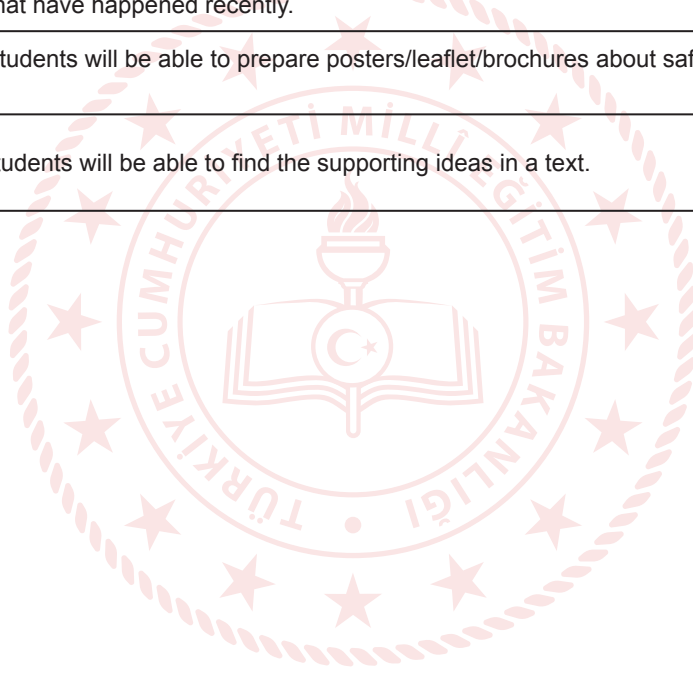 hat have happened recently.
tudents will be able to prepare posters/leaflet/brochures about saf
tudents will be able to find the supporting ideas in a text.
TÜRKİYE CUMHURİYETİ MİLLÎ EĞİTİM BAKANLIĞI